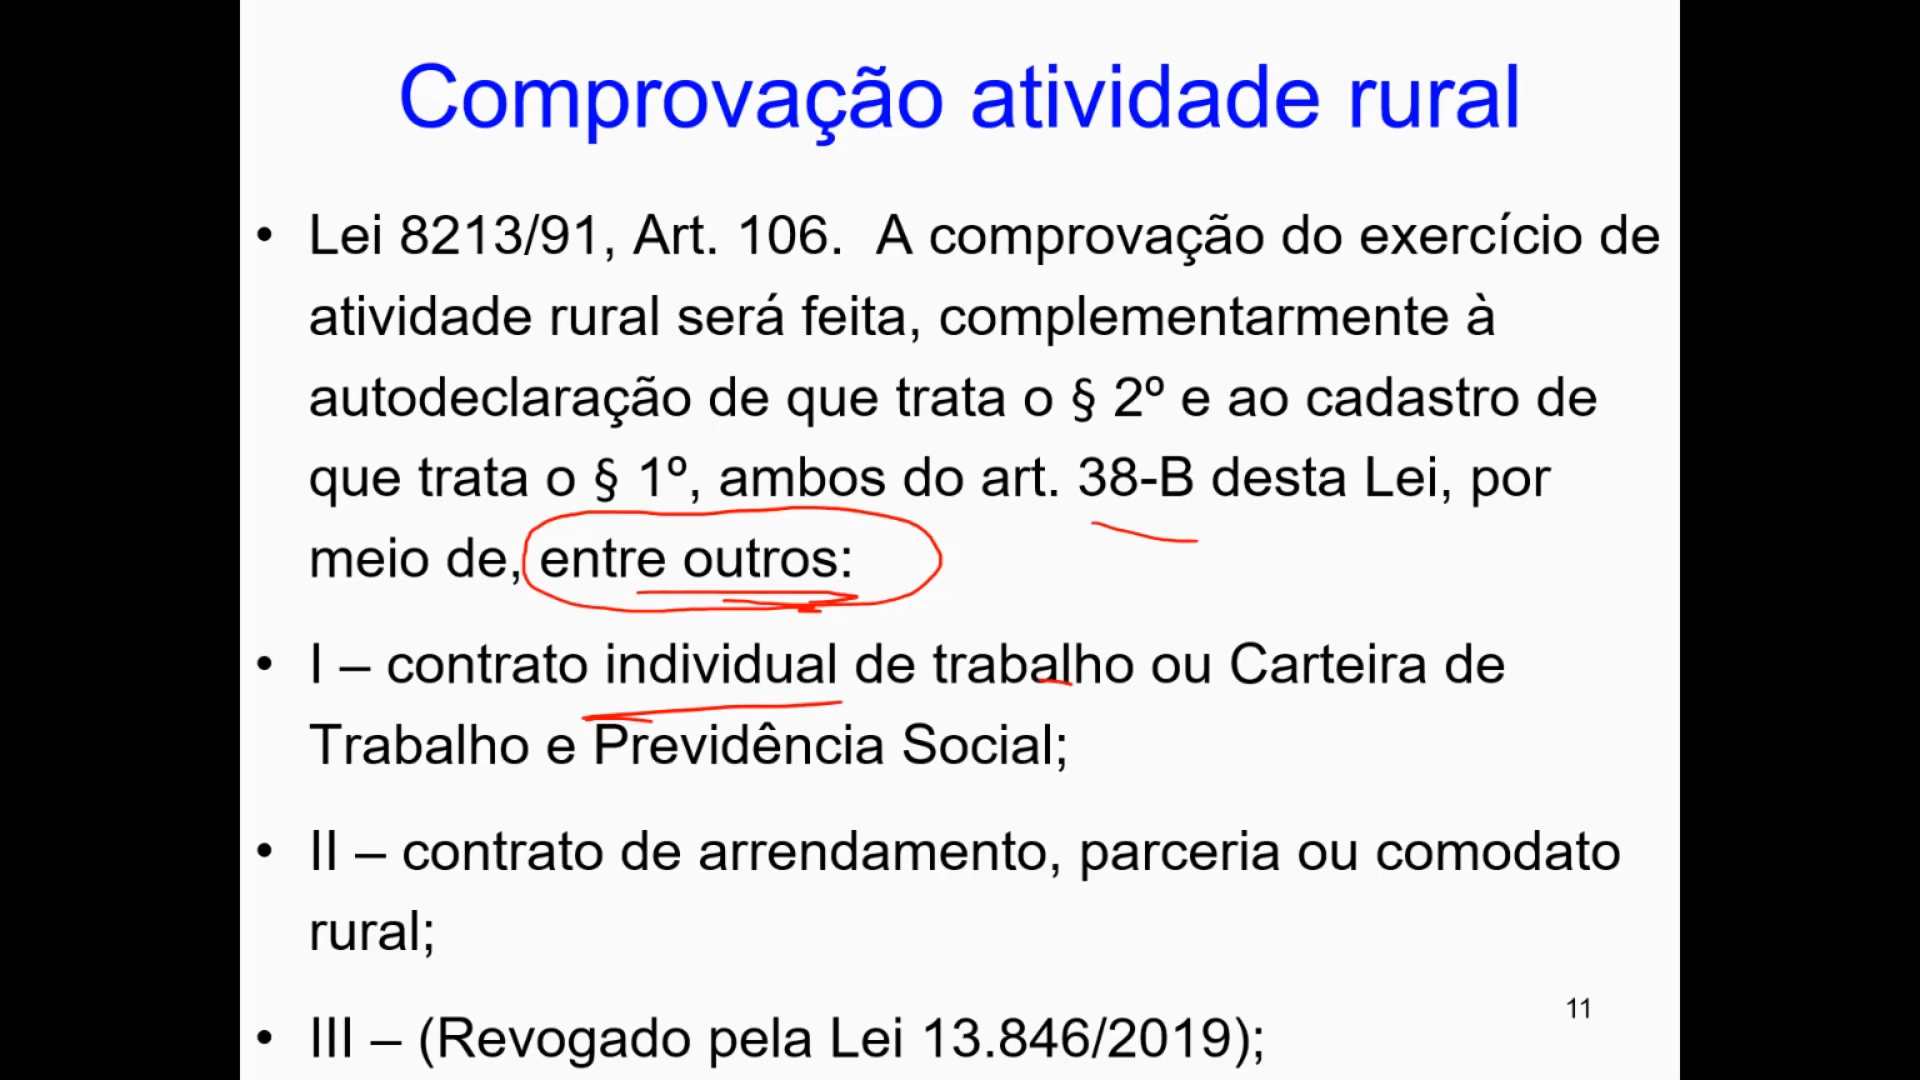 Comprovação atividade rural
• Lei 8213/91, Art. 106.  A comprovação do exercício de
atividade rural será feita, complementarmente à
autodeclaração de que trata o § 2º e ao cadastro de
que trata o § 1º, ambos do art. 38-B desta Lei, por
meio de, entre outros:
• I – contrato individual de trabalho ou Carteira de
Trabalho e Previdência Social;
• II – contrato de arrendamento, parceria ou comodato
rural;
• III – (Revogado pela Lei 13.846/2019);
11